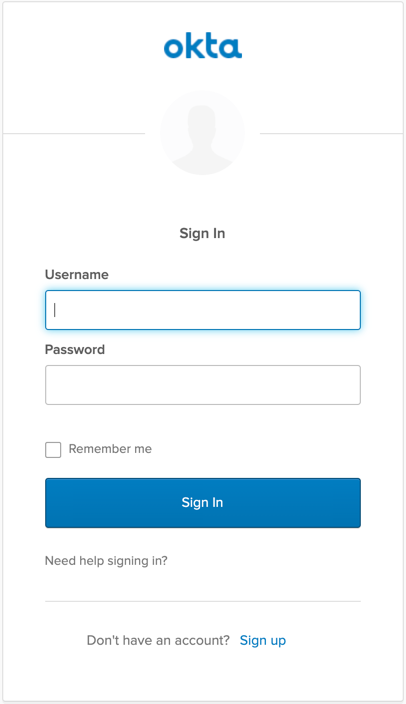 okta
Sign In
Username
Password
Remember me
Sign In
Need help signing in?
Don't have an account? Sign up